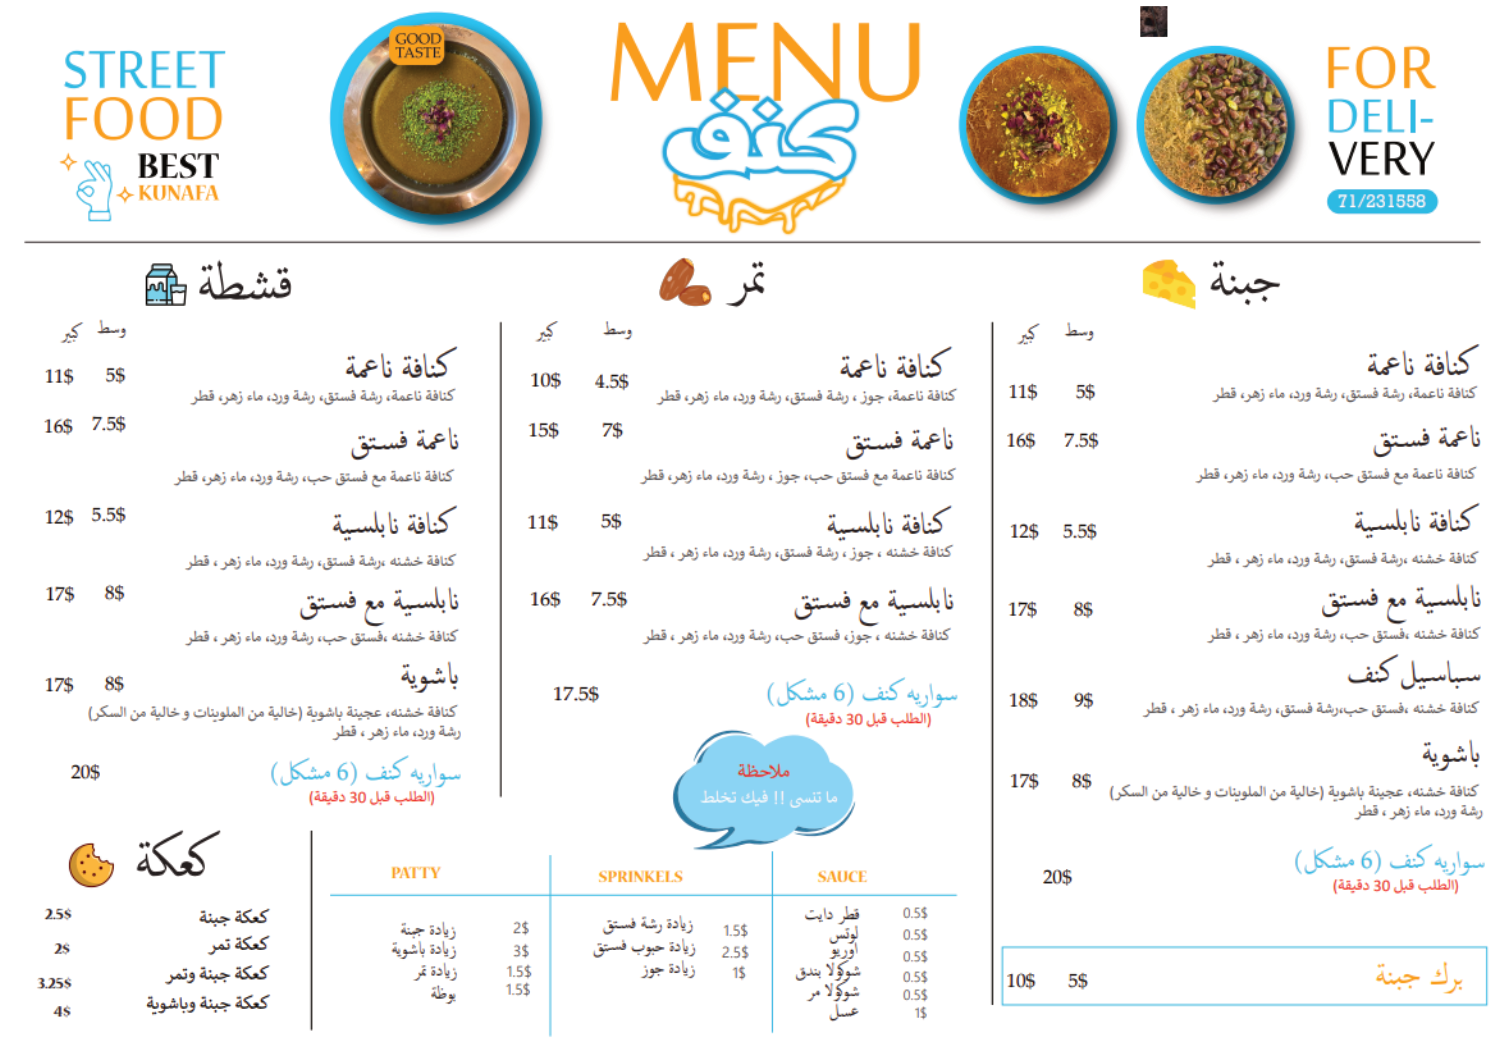 STREET
FOOD
BEST
KUNAFA
GOOD
TASTE
MENU
كنف
FOR
DELI-
VERY
71/231558
جبنة
وسط كبير
كنافة ناعمة 5$ 11$
كنافة ناعمة، رشة فستق، رشة ورد، ماء زهر، قطر
ناعمة فستق 7.5$ 16$
كنافة ناعمة مع فستق حب، رشة ورد، ماء زهر، قطر
كنافة نابلسية 5.5$ 12$
كنافة خشنه ،رشة فستق، رشة ورد، ماء زهر ، قطر
نابلسية مع فستق 8$ 17$
كنافة خشنه ،فستق حب، رشة ورد، ماء زهر ، قطر
سباسيل كنف 9$ 18$
كنافة خشنه ،فستق حب،رشة فستق، رشة ورد، ماء زهر ، قطر
باشوية 8$ 17$
كنافة خشنه، عجينة باشوية (خالية من الملوينات و خالية من السكر)
رشة ورد، ماء زهر ، قطر
سواريه كنف (6 مشكل) 20$
(الطلب قبل 30 دقيقة)
برك جبنة 5$ 10$
تمر
وسط كبير
كنافة ناعمة 4.5$ 10$
كنافة ناعمة، جوز ، رشة فستق، رشة ورد، ماء زهر، قطر
ناعمة فستق 7$ 15$
كنافة ناعمة مع فستق حب، جوز ، رشة ورد، ماء زهر، قطر
كنافة نابلسية 5$ 11$
كنافة خشنه ، جوز ، رشة فستق، رشة ورد، ماء زهر ، قطر
نابلسية مع فستق 7.5$ 16$
كنافة خشنه ، جوز، فستق حب، رشة ورد، ماء زهر ، قطر
سواريه كنف (6 مشكل) 17.5$
(الطلب قبل 30 دقيقة)
ملاحظة
ما تنسى !! فيك تخلط
قشطة
وسط كبير
كنافة ناعمة 5$ 11$
كنافة ناعمة، رشة فستق، رشة ورد، ماء زهر، قطر
ناعمة فستق 7.5$ 16$
كنافة ناعمة مع فستق حب، رشة ورد، ماء زهر، قطر
كنافة نابلسية 5.5$ 12$
كنافة خشنه ،رشة فستق، رشة ورد، ماء زهر ، قطر
نابلسية مع فستق 8$ 17$
كنافة خشنه ،فستق حب، رشة ورد، ماء زهر ، قطر
باشوية 8$ 17$
كنافة خشنه، عجينة باشوية (خالية من الملوينات و خالية من السكر)
رشة ورد، ماء زهر ، قطر
سواريه كنف (6 مشكل) 20$
(الطلب قبل 30 دقيقة)
كعكة
كعكة جبنة 2.5$
كعكة تمر 2$
كعكة جبنة وتمر 3.25$
كعكة جبنة وباشوية 4$
PATTY
زيادة جبنة 2$
زيادة باشوية 3$
زيادة تمر 1.5$
بوظة 1.5$
SPRINKELS
زيادة رشة فستق 1.5$
زيادة حبوب فستق 2.5$
زيادة جوز 1$
SAUCE
قطر دايت 0.5$
لوتس 0.5$
أوريو 0.5$
شوكولا بندق 0.5$
شوكولا مر 0.5$
عسل 1$